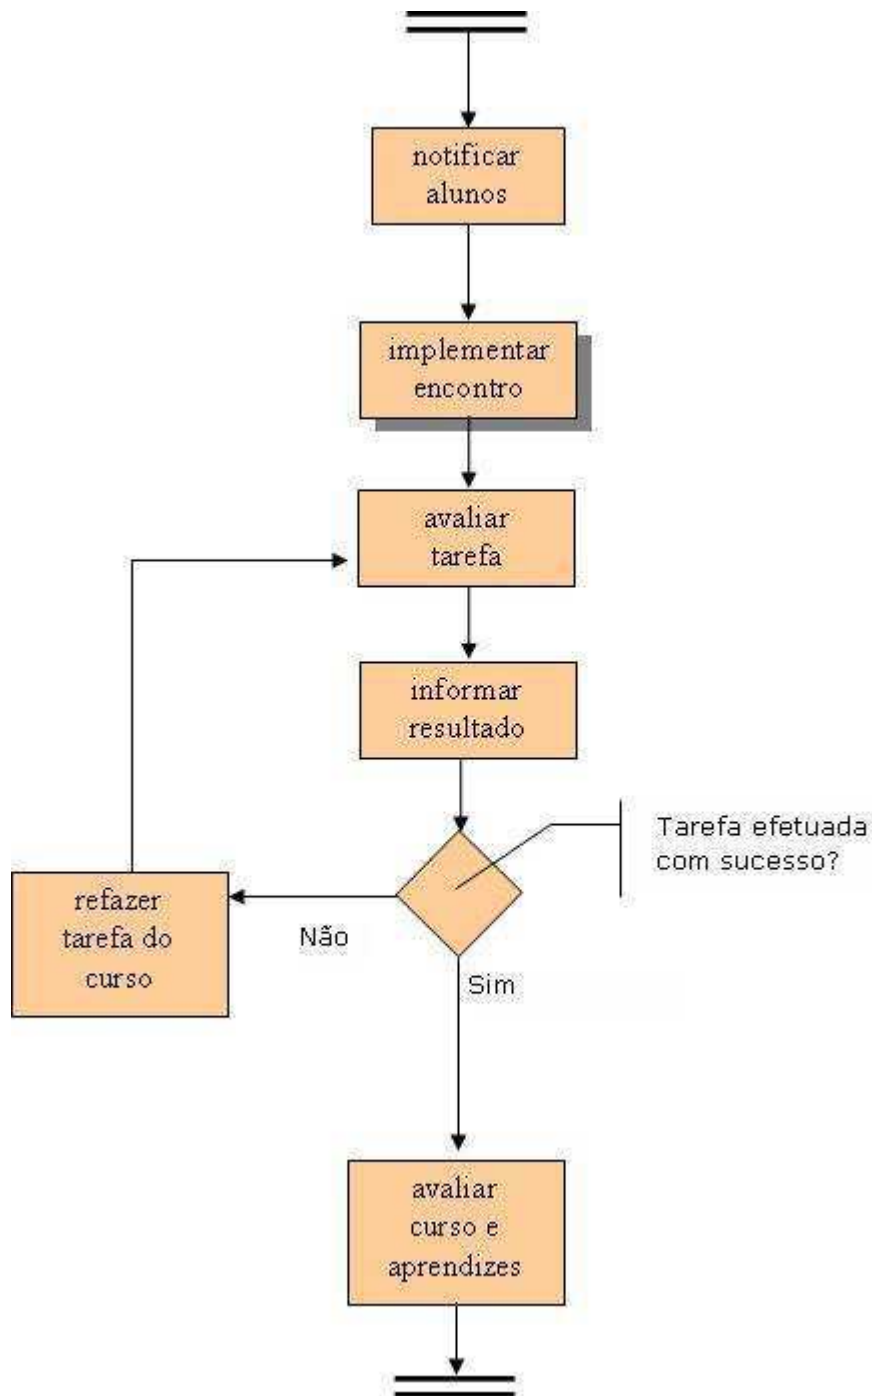 notificar
alunos
implementar
encontro
avaliar
tarefa
informar
resultado
Tarefa efetuada
com sucesso?
refazer
tarefa do
curso
Não
Sim
avaliar
curso e
aprendizes